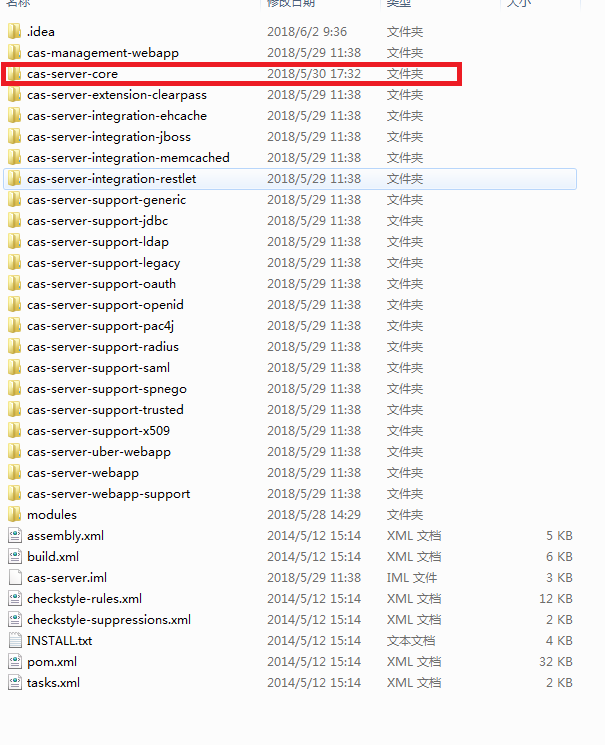 名称 修改日期 类型 大小
.idea 2018/6/2 9:36 文件夹
cas-management-webapp 2018/5/29 11:38 文件夹
cas-server-core 2018/5/30 17:32 文件夹
cas-server-extension-clearpass 2018/5/29 11:38 文件夹
cas-server-integration-ehcache 2018/5/29 11:38 文件夹
cas-server-integration-jboss 2018/5/29 11:38 文件夹
cas-server-integration-memcached 2018/5/29 11:38 文件夹
cas-server-integration-restlet 2018/5/29 11:38 文件夹
cas-server-support-generic 2018/5/29 11:38 文件夹
cas-server-support-jdbc 2018/5/29 11:38 文件夹
cas-server-support-ldap 2018/5/29 11:38 文件夹
cas-server-support-legacy 2018/5/29 11:38 文件夹
cas-server-support-oauth 2018/5/29 11:38 文件夹
cas-server-support-openid 2018/5/29 11:38 文件夹
cas-server-support-pac4j 2018/5/29 11:38 文件夹
cas-server-support-radius 2018/5/29 11:38 文件夹
cas-server-support-saml 2018/5/29 11:38 文件夹
cas-server-support-spnego 2018/5/29 11:38 文件夹
cas-server-support-trusted 2018/5/29 11:38 文件夹
cas-server-support-x509 2018/5/29 11:38 文件夹
cas-server-uber-webapp 2018/5/29 11:38 文件夹
cas-server-webapp 2018/5/29 11:38 文件夹
cas-server-webapp-support 2018/5/29 11:38 文件夹
modules 2018/5/28 14:29 文件夹
assembly.xml 2014/5/12 15:14 XML 文档 5 KB
build.xml 2014/5/12 15:14 XML 文档 6 KB
cas-server.iml 2018/5/29 11:38 IML 文件 3 KB
checkstyle-rules.xml 2014/5/12 15:14 XML 文档 12 KB
checkstyle-suppressions.xml 2014/5/12 15:14 XML 文档 2 KB
INSTALL.txt 2014/5/12 15:14 文本文档 4 KB
pom.xml 2014/5/12 15:14 XML 文档 32 KB
tasks.xml 2014/5/12 15:14 XML 文档 2 KB